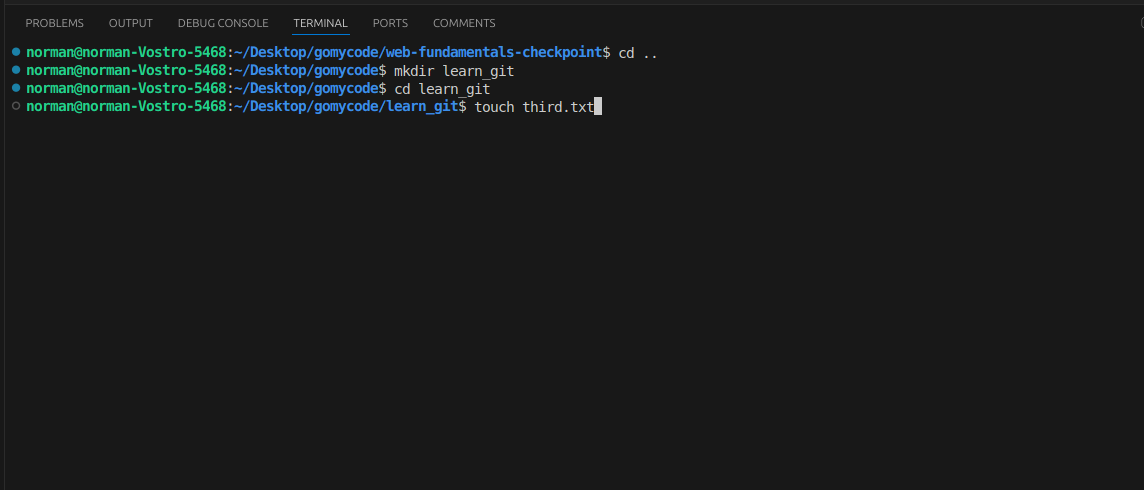 PROBLEMS OUTPUT DEBUG CONSOLE TERMINAL PORTS COMMENTS
norman@norman-Vostro-5468:~/Desktop/gomycode/web-fundamentals-checkpoint$ cd ..
norman@norman-Vostro-5468:~/Desktop/gomycode$ mkdir learn_git
norman@norman-Vostro-5468:~/Desktop/gomycode$ cd learn_git
norman@norman-Vostro-5468:~/Desktop/gomycode/learn_git$ touch third.txt